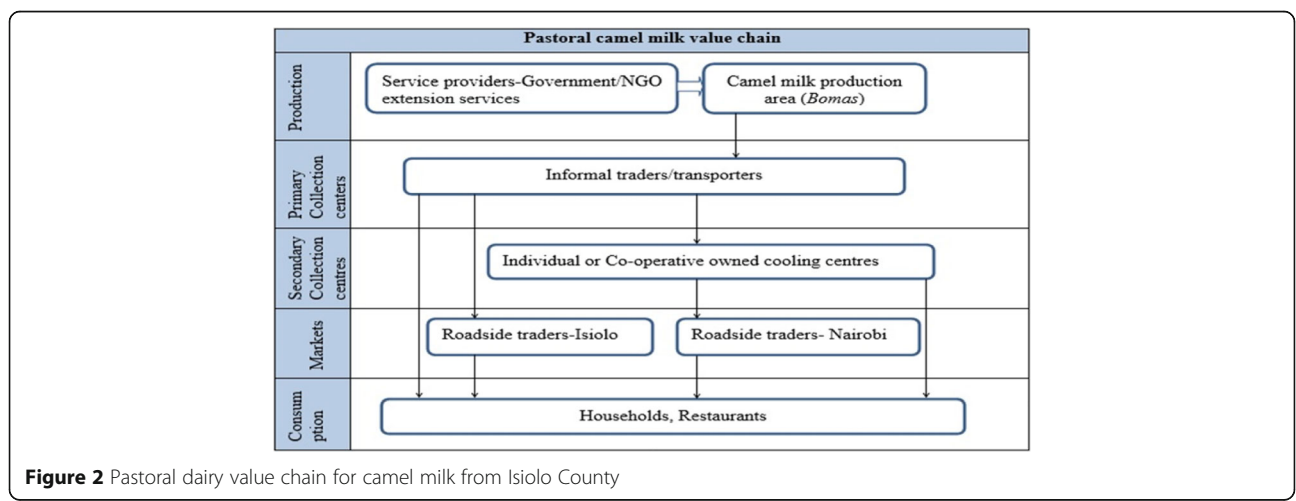 Pastoral camel milk value chain
Production
Service providers-Government/NGO
extension services
Camel milk production
area (Bomas)
Primary
Collection
centers
Informal traders/transporters
Secondary
Collection
centres
Individual or Co-operative owned cooling centres
Markets
Roadside traders-Isiolo
Roadside traders- Nairobi
Consum
ption
Households, Restaurants
Figure 2 Pastoral dairy value chain for camel milk from Isiolo County